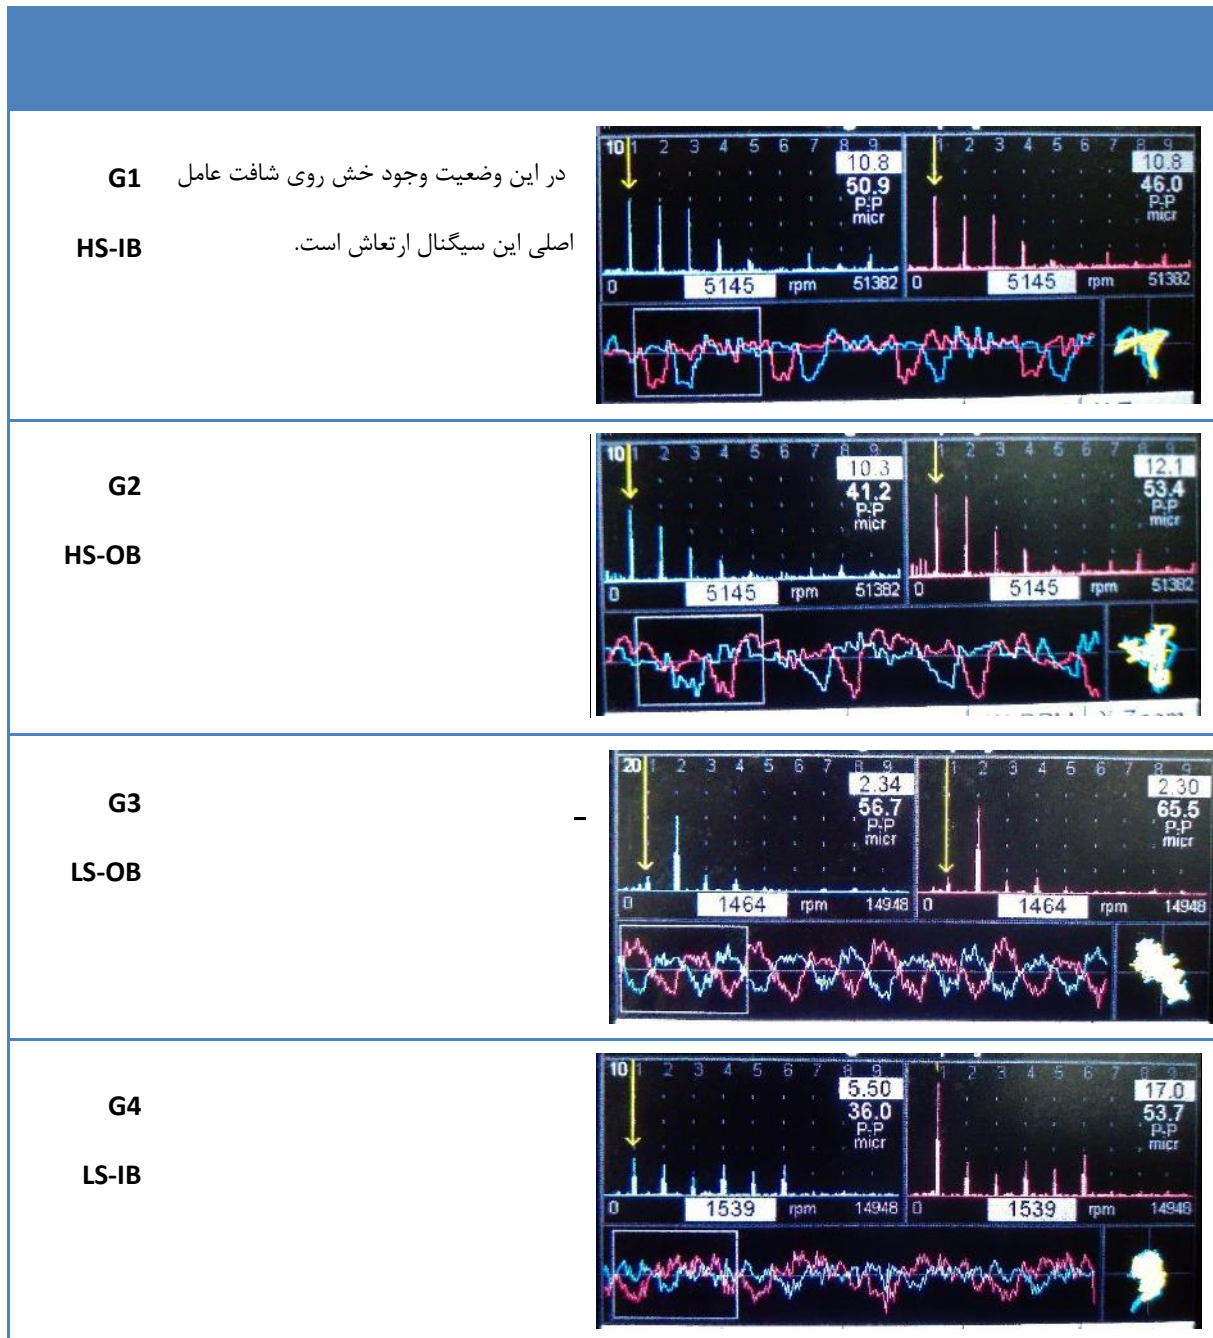 G1
HS-IB
در این وضعیت وجود خش روی شافت عامل
اصلی این سیگنال ارتعاش است.
10 1 2 3 4 5 6 7 8 9
10.8
50.9
P-P
micr
0 5145 rpm 51382
1 2 3 4 5 6 7 8 9
10.8
46.0
P-P
micr
0 5145 rpm 51382
G2
HS-OB
10 1 2 3 4 5 6 7 8 9
10.3
41.2
P-P
micr
0 5145 rpm 51382
1 2 3 4 5 6 7 8 9
12.1
53.4
P-P
micr
0 5145 rpm 51382
G3
LS-OB
20 1 2 3 4 5 6 7 8 9
2.34
56.7
P-P
micr
0 1464 rpm 14948
1 2 3 4 5 6 7 8 9
2.30
65.5
P-P
micr
0 1464 rpm 14948
G4
LS-IB
10 1 2 3 4 5 6 7 8 9
5.50
36.0
P-P
micr
0 1539 rpm 14948
1 2 3 4 5 6 7 8 9
17.0
53.7
P-P
micr
0 1539 rpm 14948